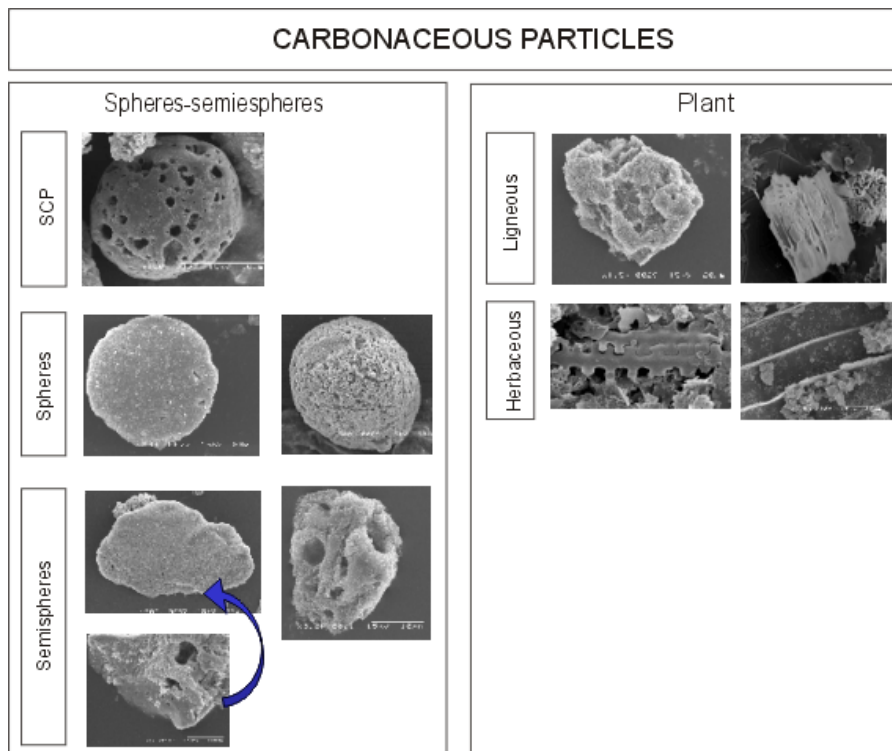 CARBONACEOUS PARTICLES
Spheres-semiespheres
SCP
Spheres
Semispheres
Plant
Ligneous
Herbaceous